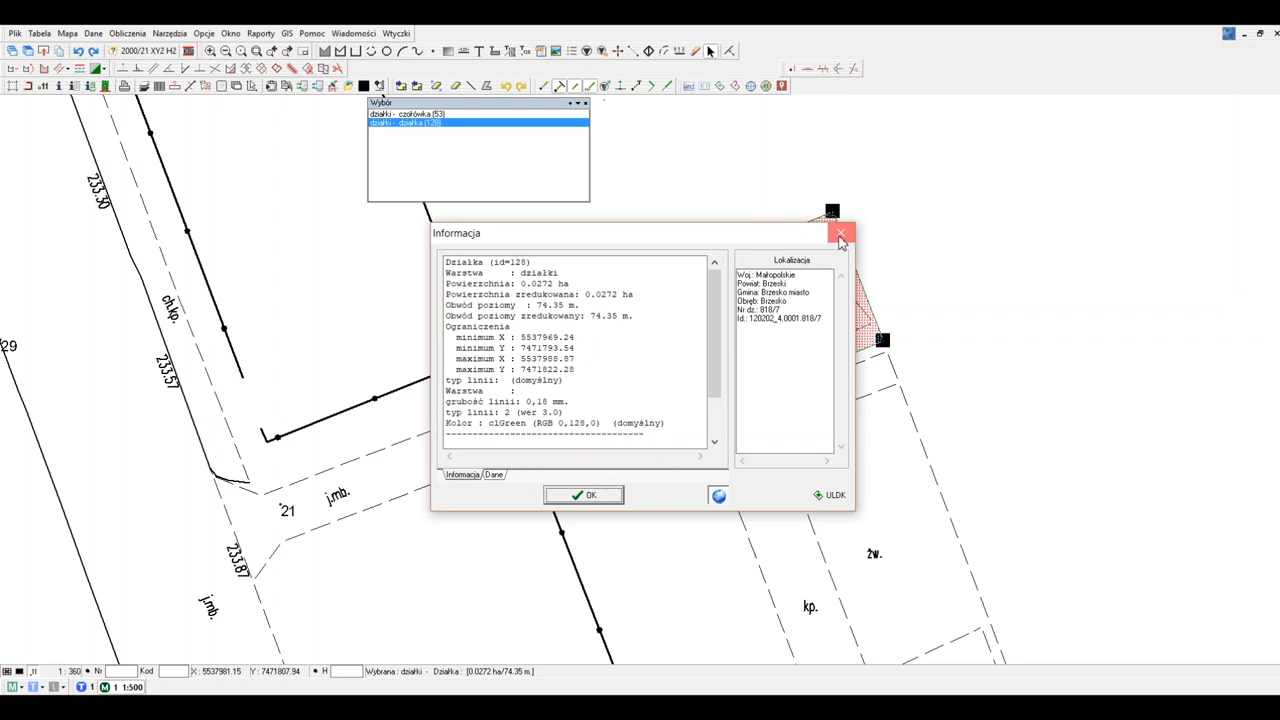 Plik Tabela Mapa Dane Obliczenia Narzędzia Opcje Okno Raporty GIS Pomoc Wiadomości Wtyczki
2000/21 XY2 H2
Wybór
działki - czołówka (53)
działki - działka (128)
Informacja
Działka (id=128)
Warstwa : działki
Powierzchnia: 0.0272 ha
Powierzchnia zredukowana: 0.0272 ha
Obwód poziomy : 74.35 m.
Obwód poziomy zredukowany: 74.35 m.
Ograniczenia
minimum X : 5537969.24
minimum Y : 7471793.54
maximum X : 5537988.87
maximum Y : 7471822.28
typ linii: (domyślny)
Warstwa :
grubość linii: 0,18 mm.
typ linii: 2 (wer 3.0)
Kolor : clGreen (RGB 0,128,0) (domyślny)
Lokalizacja
Woj.: Małopolskie
Powiat: Brzeski
Gmina: Brzesko miasto
Obręb: Brzesko
Nr dz.: 818/7
Id.: 120202_4.0001.818/7
Informacja Dane
OK
ULDK
233.30
ch.kp.
29
233.57
j.mb.
21
233.87
j.mb.
żw.
kp.
1 : 360 Nr Kod X : 5537981.15 Y : 7471807.94 H Wybrana : działki - Działka : [0.0272 ha/74.35 m.]
M T L T 1 M 1 1:500